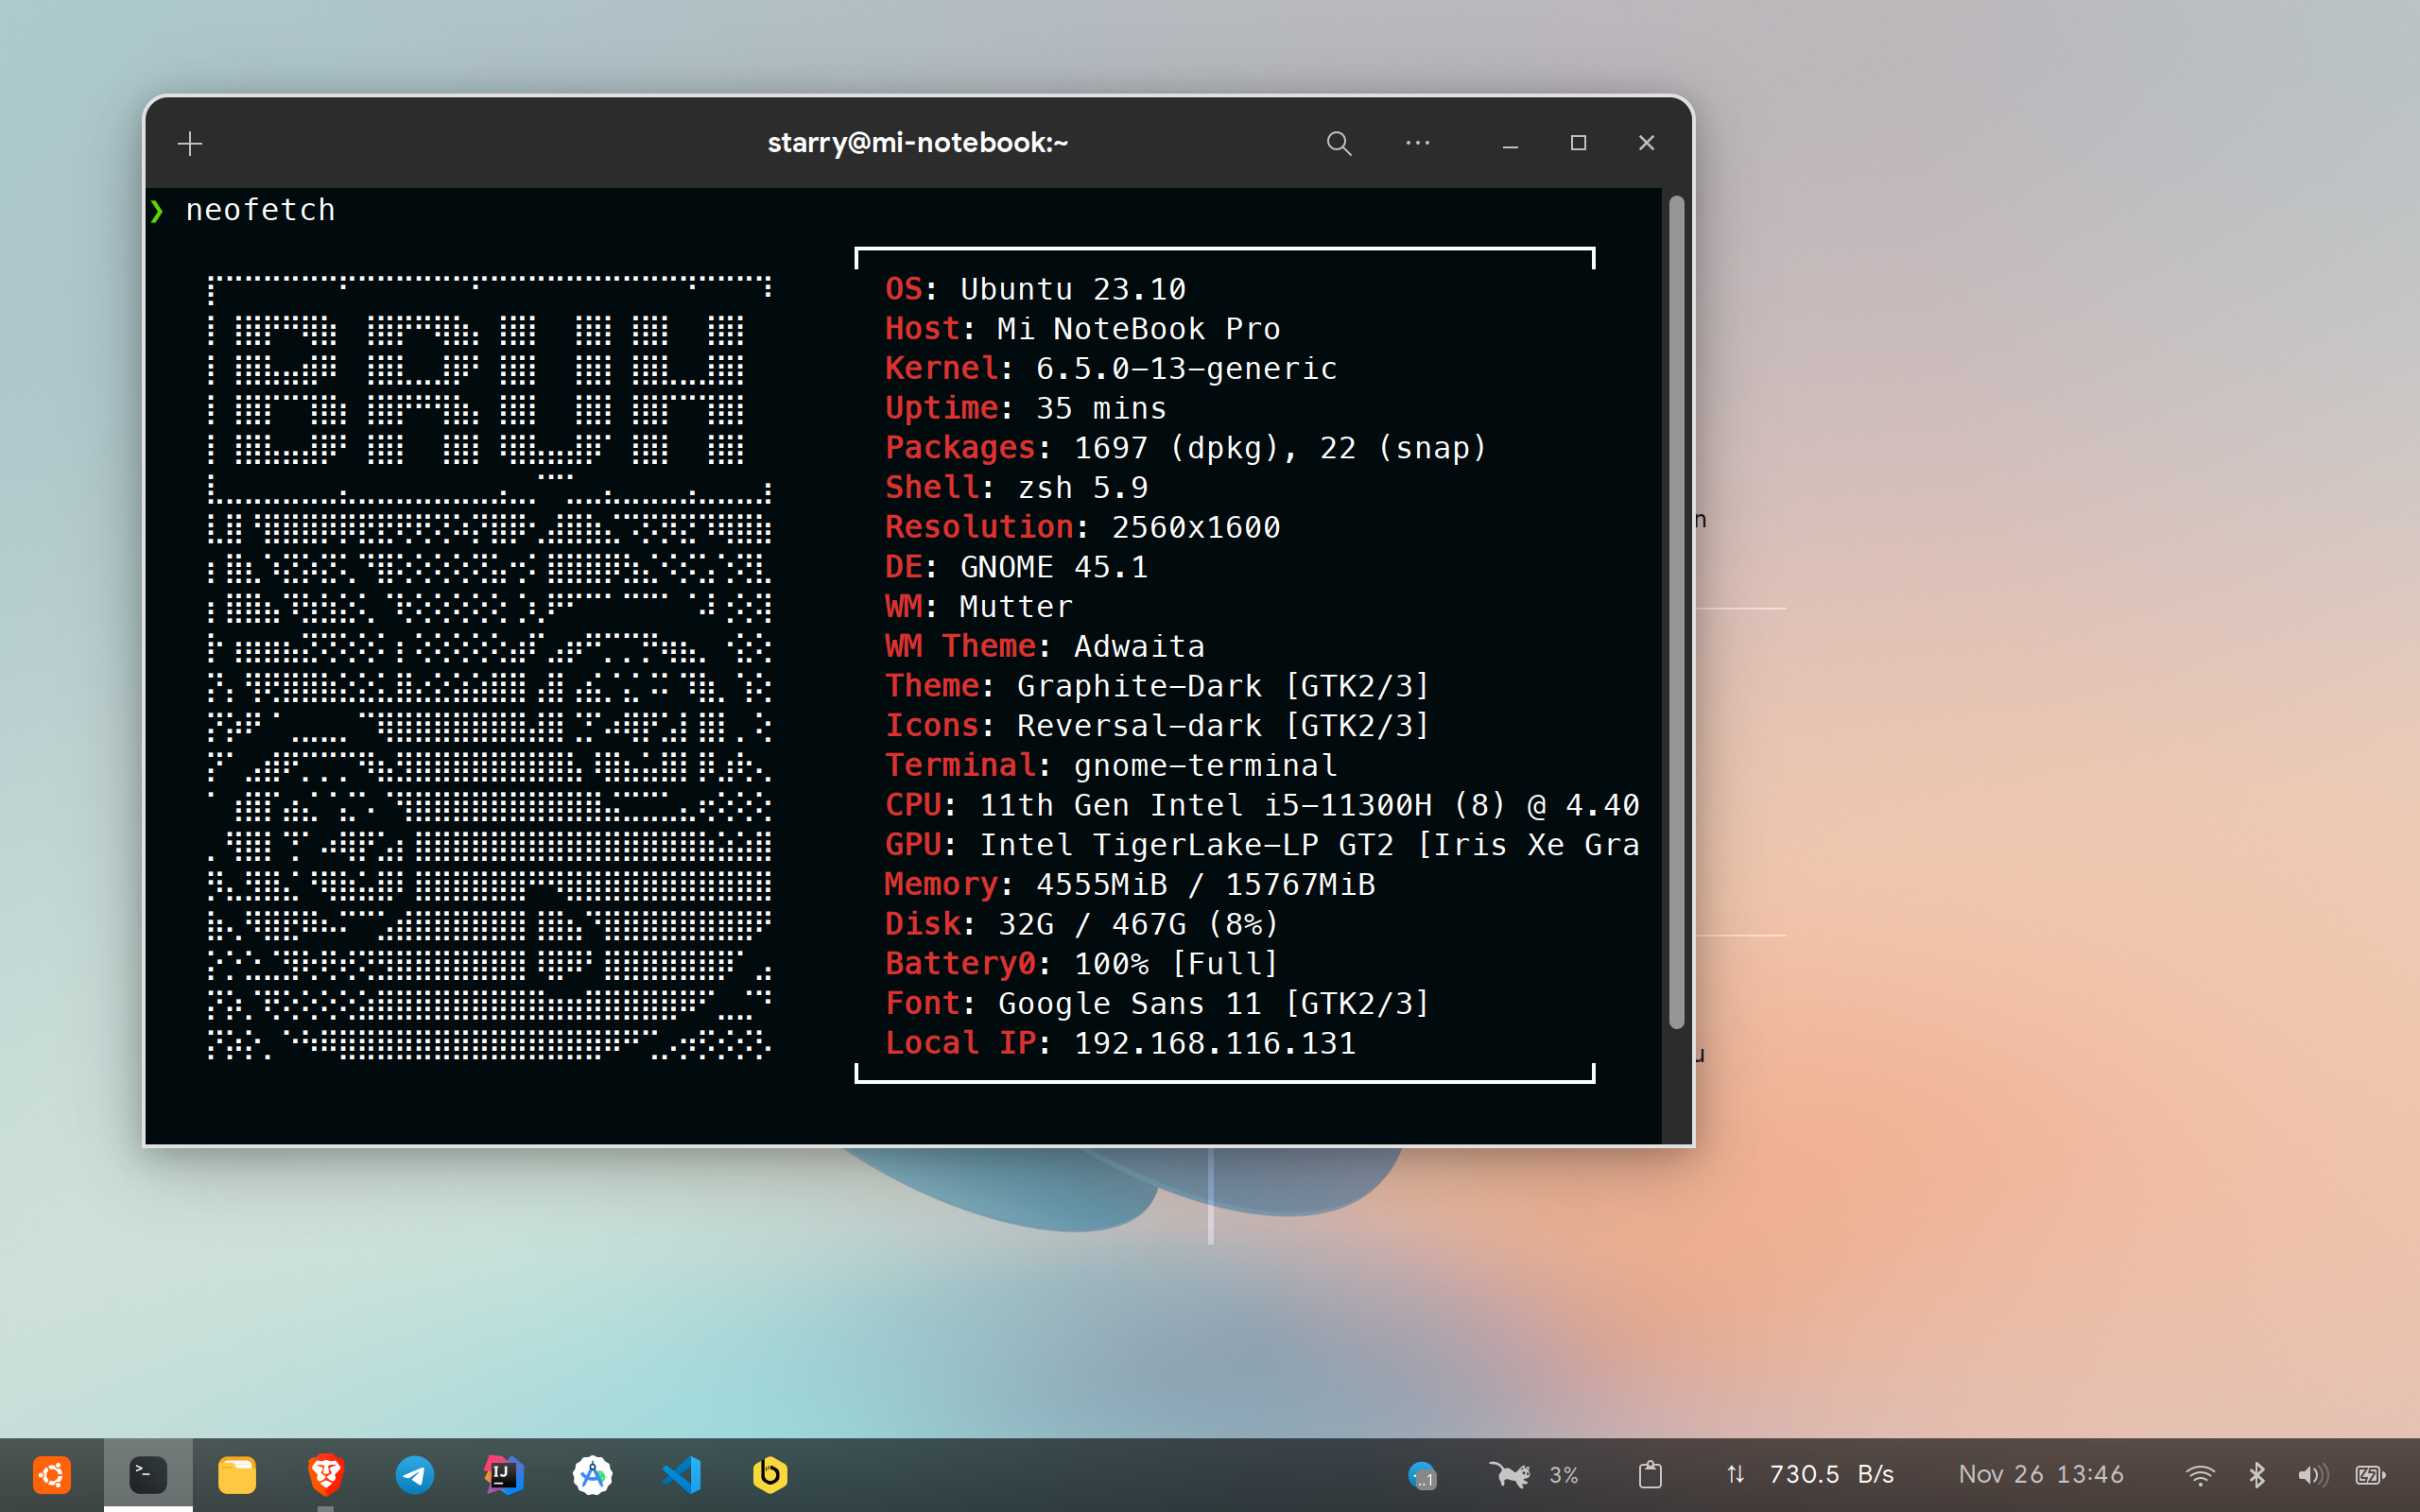 starry@mi-notebook:~
❯ neofetch
BRUH
OS: Ubuntu 23.10
Host: Mi NoteBook Pro
Kernel: 6.5.0-13-generic
Uptime: 35 mins
Packages: 1697 (dpkg), 22 (snap)
Shell: zsh 5.9
Resolution: 2560x1600
DE: GNOME 45.1
WM: Mutter
WM Theme: Adwaita
Theme: Graphite-Dark [GTK2/3]
Icons: Reversal-dark [GTK2/3]
Terminal: gnome-terminal
CPU: 11th Gen Intel i5-11300H (8) @ 4.40
GPU: Intel TigerLake-LP GT2 [Iris Xe Gra
Memory: 4555MiB / 15767MiB
Disk: 32G / 467G (8%)
Battery0: 100% [Full]
Font: Google Sans 11 [GTK2/3]
Local IP: 192.168.116.131
n
u
>_
IJ
3%
730.5 B/s
Nov 26 13:46